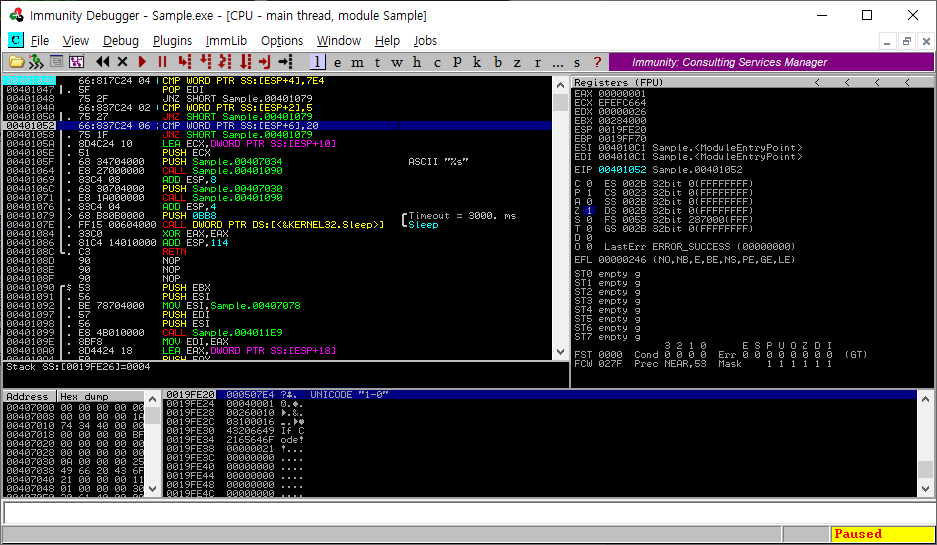 Immunity Debugger - Sample.exe - [CPU - main thread, module Sample]
C File View Debug Plugins ImmLib Options Window Help Jobs
l e m t w h c p k b z r ... s ? Immunity: Consulting Services Manager
66:817C24 04 CMP WORD PTR SS:[ESP+4],7E4
00401047 . 5F POP EDI
00401048 75 2F JNZ SHORT Sample.00401079
0040104A 66:837C24 02 CMP WORD PTR SS:[ESP+2],5
00401050 . 75 27 JNZ SHORT Sample.00401079
00401052 66:837C24 06 CMP WORD PTR SS:[ESP+6],20
00401058 . 75 1F JNZ SHORT Sample.00401079
0040105A . 8D4C24 10 LEA ECX,DWORD PTR SS:[ESP+10]
0040105E . 51 PUSH ECX
0040105F . 68 34704000 PUSH Sample.00407034 ASCII "%s"
00401064 . E8 27000000 CALL Sample.00401090
00401069 . 83C4 08 ADD ESP,8
0040106C . 68 30704000 PUSH Sample.00407030
00401071 . E8 1A000000 CALL Sample.00401090
00401076 . 83C4 04 ADD ESP,4
00401079 > 68 B80B0000 PUSH 0BB8 Timeout = 3000. ms
0040107E . FF15 00604000 CALL DWORD PTR DS:[<&KERNEL32.Sleep>] Sleep
00401084 . 33C0 XOR EAX,EAX
00401086 . 81C4 14010000 ADD ESP,114
0040108C . C3 RETN
0040108D 90 NOP
0040108E 90 NOP
0040108F 90 NOP
00401090 $ 53 PUSH EBX
00401091 . 56 PUSH ESI
00401092 . BE 78704000 MOV ESI,Sample.00407078
00401097 . 57 PUSH EDI
00401098 . 56 PUSH ESI
00401099 . E8 4B010000 CALL Sample.004011E9
0040109E . 8BF8 MOV EDI,EAX
004010A0 . 8D4424 18 LEA EAX,DWORD PTR SS:[ESP+18]
Stack SS:[0019FE26]=0004
Registers (FPU) < < < <
EAX 00000001
ECX EFEFC664
EDX 00000026
EBX 00284000
ESP 0019FE20
EBP 0019FF70
ESI 004010C1 Sample.<ModuleEntryPoint>
EDI 004010C1 Sample.<ModuleEntryPoint>
EIP 00401052 Sample.00401052
C 0 ES 002B 32bit 0(FFFFFFFF)
P 1 CS 0023 32bit 0(FFFFFFFF)
A 0 SS 002B 32bit 0(FFFFFFFF)
Z 1 DS 002B 32bit 0(FFFFFFFF)
S 0 FS 0053 32bit 287000(FFF)
T 0 GS 002B 32bit 0(FFFFFFFF)
D 0
O 0 LastErr ERROR_SUCCESS (00000000)
EFL 00000246 (NO,NB,E,BE,NS,PE,GE,LE)
ST0 empty g
ST1 empty g
ST2 empty g
ST3 empty g
ST4 empty g
ST5 empty g
ST6 empty g
ST7 empty g
3 2 1 0 E S P U O Z D I
FST 0000 Cond 0 0 0 0 Err 0 0 0 0 0 0 0 0 (GT)
FCW 027F Prec NEAR,53 Mask 1 1 1 1 1 1
Address Hex dump
00407000 00 00 00 00
00407008 00 00 00 1A
00407010 74 34 40 00
00407018 00 00 00 BF
00407020 00 00 00 00
00407028 00 00 00 00
00407030 0A 00 00 25
00407038 49 66 20 43 6F
00407040 21 00 00 00 11
00407048 01 00 00 00 30
0019FE20 000507E4 UNICODE "1-0"
0019FE24 00040001
0019FE28 00260010
0019FE2C 03100016
0019FE30 43206649 If C
0019FE34 2165646F ode!
0019FE38 00000021 !...
0019FE3C 00000000 ....
0019FE40 00000000 ....
0019FE44 00000000 ....
0019FE48 00000000 ....
0019FE4C 00000000 ....
Paused